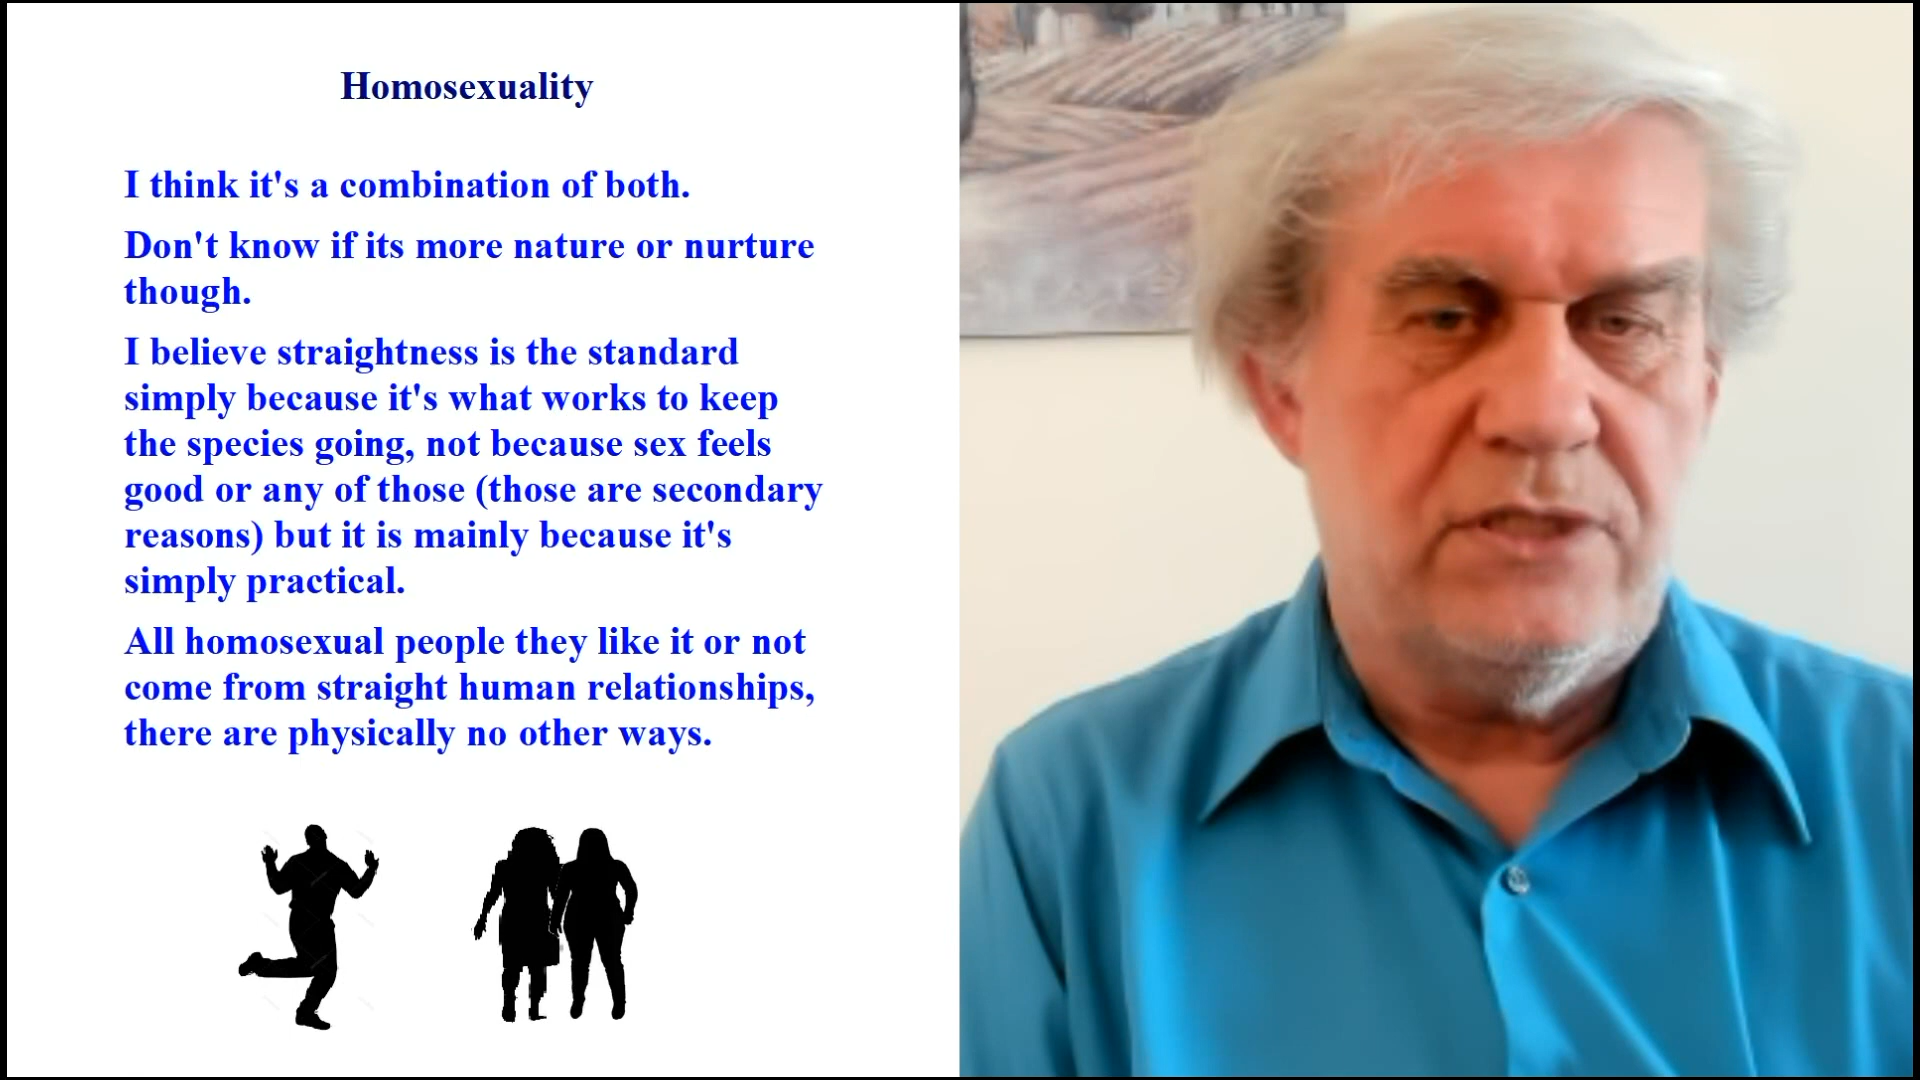 Homosexuality
I think it's a combination of both.
Don't know if its more nature or nurture
though.
I believe straightness is the standard
simply because it's what works to keep
the species going, not because sex feels
good or any of those (those are secondary
reasons) but it is mainly because it's
simply practical.
All homosexual people they like it or not
come from straight human relationships,
there are physically no other ways.